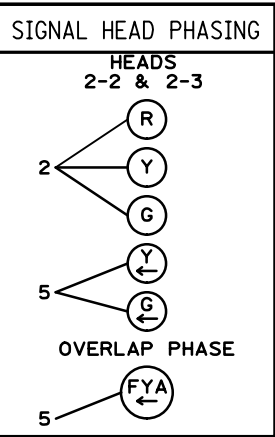 SIGNAL HEAD PHASING
HEADS
2-2 & 2-3
R
2 Y
G
Y
←
5
G
←
OVERLAP PHASE
FYA
←
5